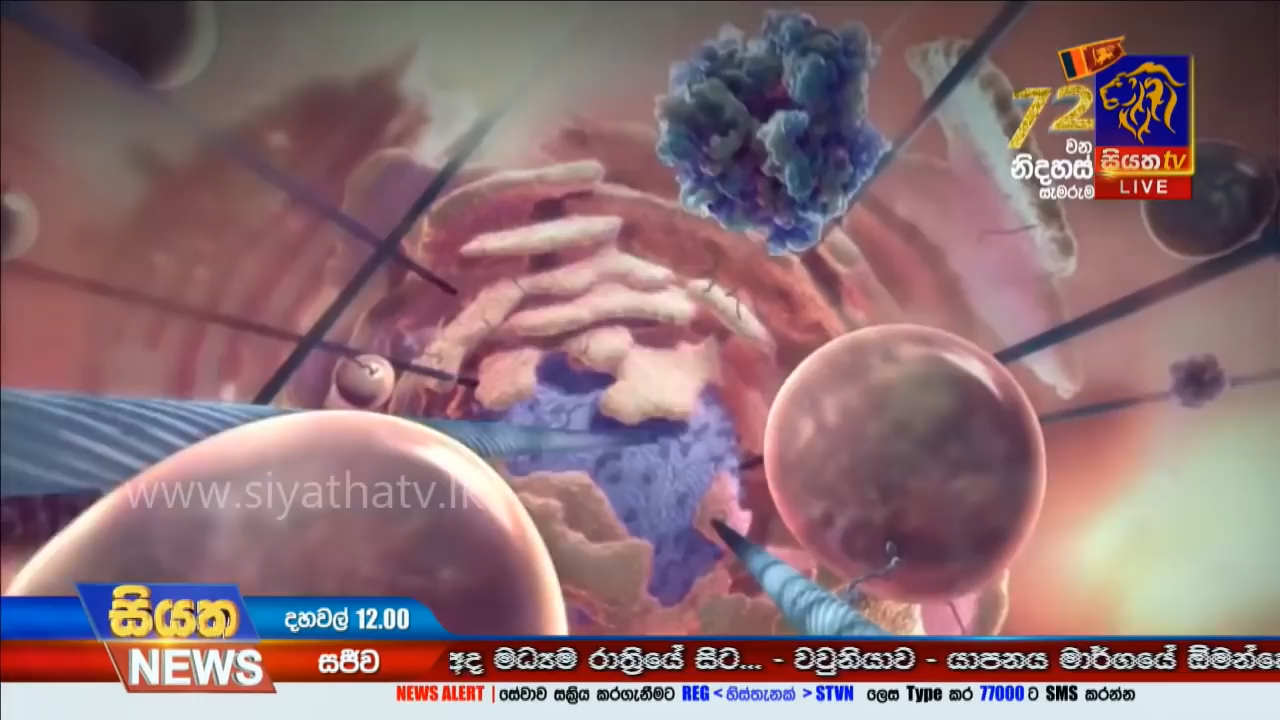 72
වන
නිදහස්
සැමරුම
සියත tv
LIVE
www.siyathatv.lk
සියත
NEWS
දහවල් 12.00
සජීව
අද මධ්‍යම රාත්‍රියේ සිට... - වවුනියාව - යාපනය මාර්ගයේ
NEWS ALERT | සේවාව සක්‍රිය කරගැනීමට REG < හිස්තැනක් > STVN ලෙස Type කර 77000 ට SMS කරන්න